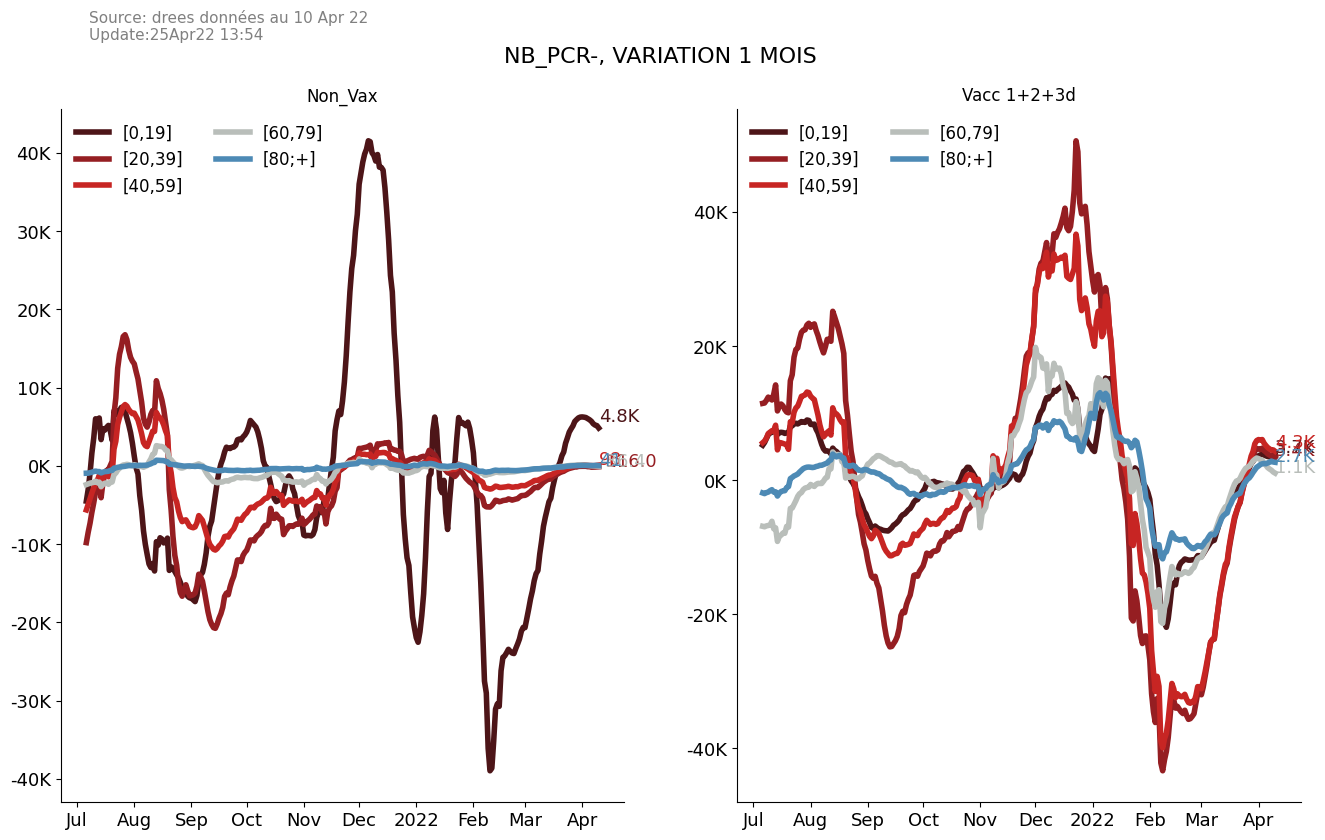 Source: drees données au 10 Apr 22
Update:25Apr22 13:54
NB_PCR-, VARIATION 1 MOIS
Non_Vax
[0,19]
[20,39]
[40,59]
[60,79]
[80;+]
40K
30K
20K
10K
0K
-10K
-20K
-30K
-40K
4.8K
Jul Aug Sep Oct Nov Dec 2022 Feb Mar Apr
Vacc 1+2+3d
[0,19]
[20,39]
[40,59]
[60,79]
[80;+]
40K
20K
0K
-20K
-40K
1.1K
Jul Aug Sep Oct Nov Dec 2022 Feb Mar Apr